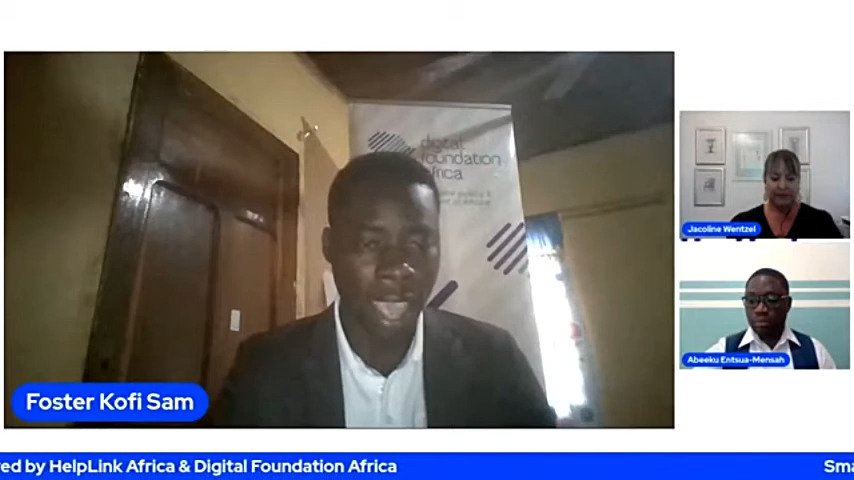 digital
foundation
africa
Jacoline Wentzel
Abeeku Entsua-Mensah
Foster Kofi Sam
ed by HelpLink Africa & Digital Foundation Africa
Sma